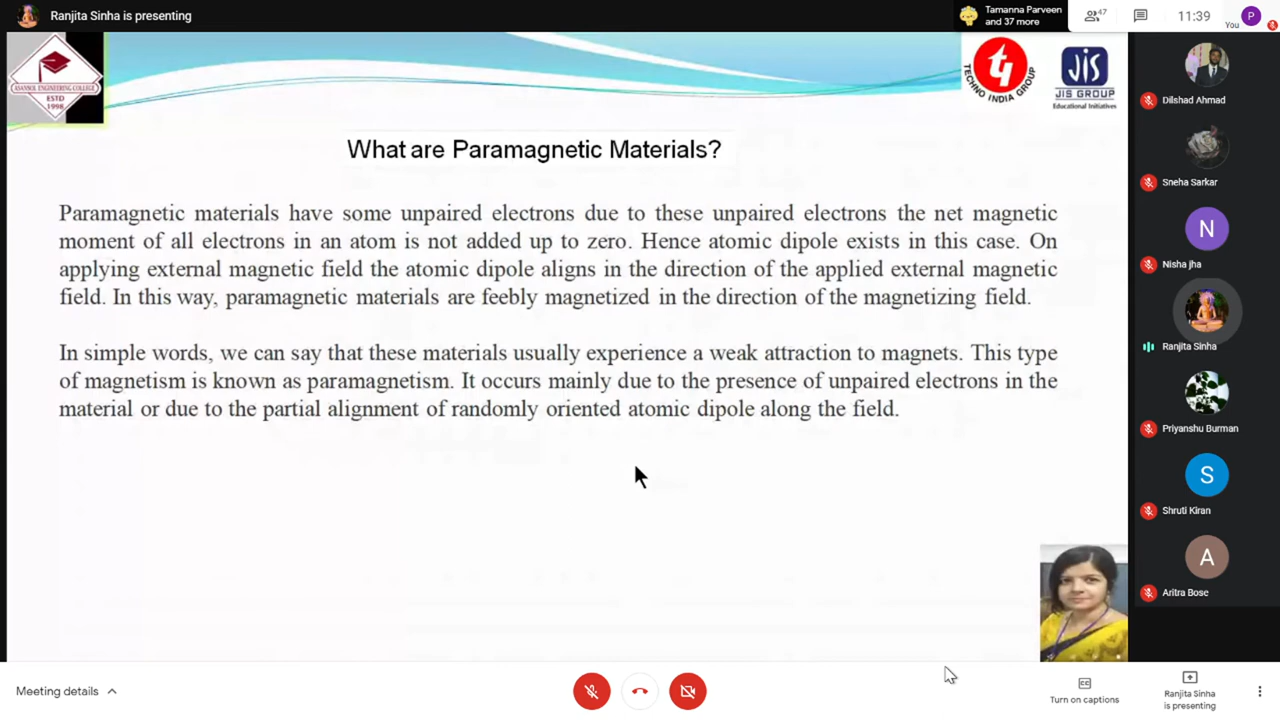 Ranjita Sinha is presenting
Tamanna Parveen
and 37 more
47
11:39
You
P
ASANSOL ENGINEERING COLLEGE
ESTD
1998
TECHNO INDIA GROUP
JIS
JIS GROUP
Educational Initiatives
What are Paramagnetic Materials?
Paramagnetic materials have some unpaired electrons due to these unpaired electrons the net magnetic
moment of all electrons in an atom is not added up to zero. Hence atomic dipole exists in this case. On
applying external magnetic field the atomic dipole aligns in the direction of the applied external magnetic
field. In this way, paramagnetic materials are feebly magnetized in the direction of the magnetizing field.
In simple words, we can say that these materials usually experience a weak attraction to magnets. This type
of magnetism is known as paramagnetism. It occurs mainly due to the presence of unpaired electrons in the
material or due to the partial alignment of randomly oriented atomic dipole along the field.
Dilshad Ahmad
Sneha Sarkar
N
Nisha jha
Ranjita Sinha
Priyanshu Burman
S
Shruti Kiran
A
Aritra Bose
Meeting details
CC
Turn on captions
Ranjita Sinha
is presenting